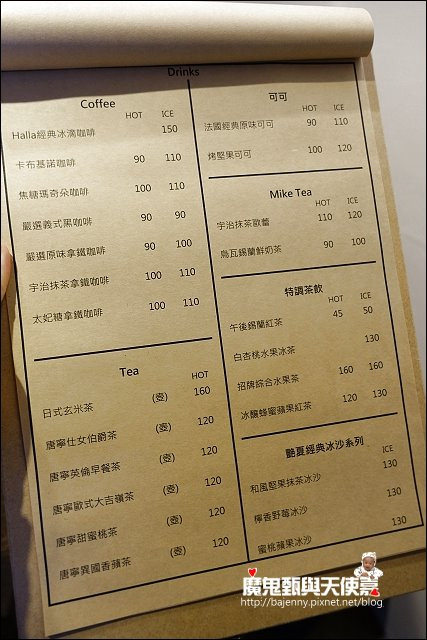 Drinks
Coffee
HOT ICE
Halla經典冰滴咖啡 150
卡布基諾咖啡 90 110
焦糖瑪奇朵咖啡 100 110
嚴選義式黑咖啡 90 90
嚴選原味拿鐵咖啡 90 100
宇治抹茶拿鐵咖啡 100 110
太妃糖拿鐵咖啡 100 110
Tea
HOT
日式玄米茶 (壺) 160
唐寧仕女伯爵茶 (壺) 120
唐寧英倫早餐茶 (壺) 120
唐寧歐式大吉嶺茶 (壺) 120
唐寧甜蜜桃茶 (壺) 120
唐寧異國香蘋茶 (壺) 120
可可
HOT ICE
法國經典原味可可 90 110
烤堅果可可 100 120
Mike Tea
HOT ICE
宇治抹茶歐蕾 110 120
烏瓦錫蘭鮮奶茶 90 100
特調茶飲
HOT ICE
午後錫蘭紅茶 45 50
白杏桃水果冰茶 130
招牌綜合水果茶 160 160
冰釀蜂蜜蘋果紅茶 120 130
豔夏經典冰沙系列
ICE
和風堅果抹茶冰沙 130
檸香野莓冰沙 130
蜜桃蘋果冰沙 130
魔鬼甄與天使嘉
http://bajenny.pixnet.net/blog